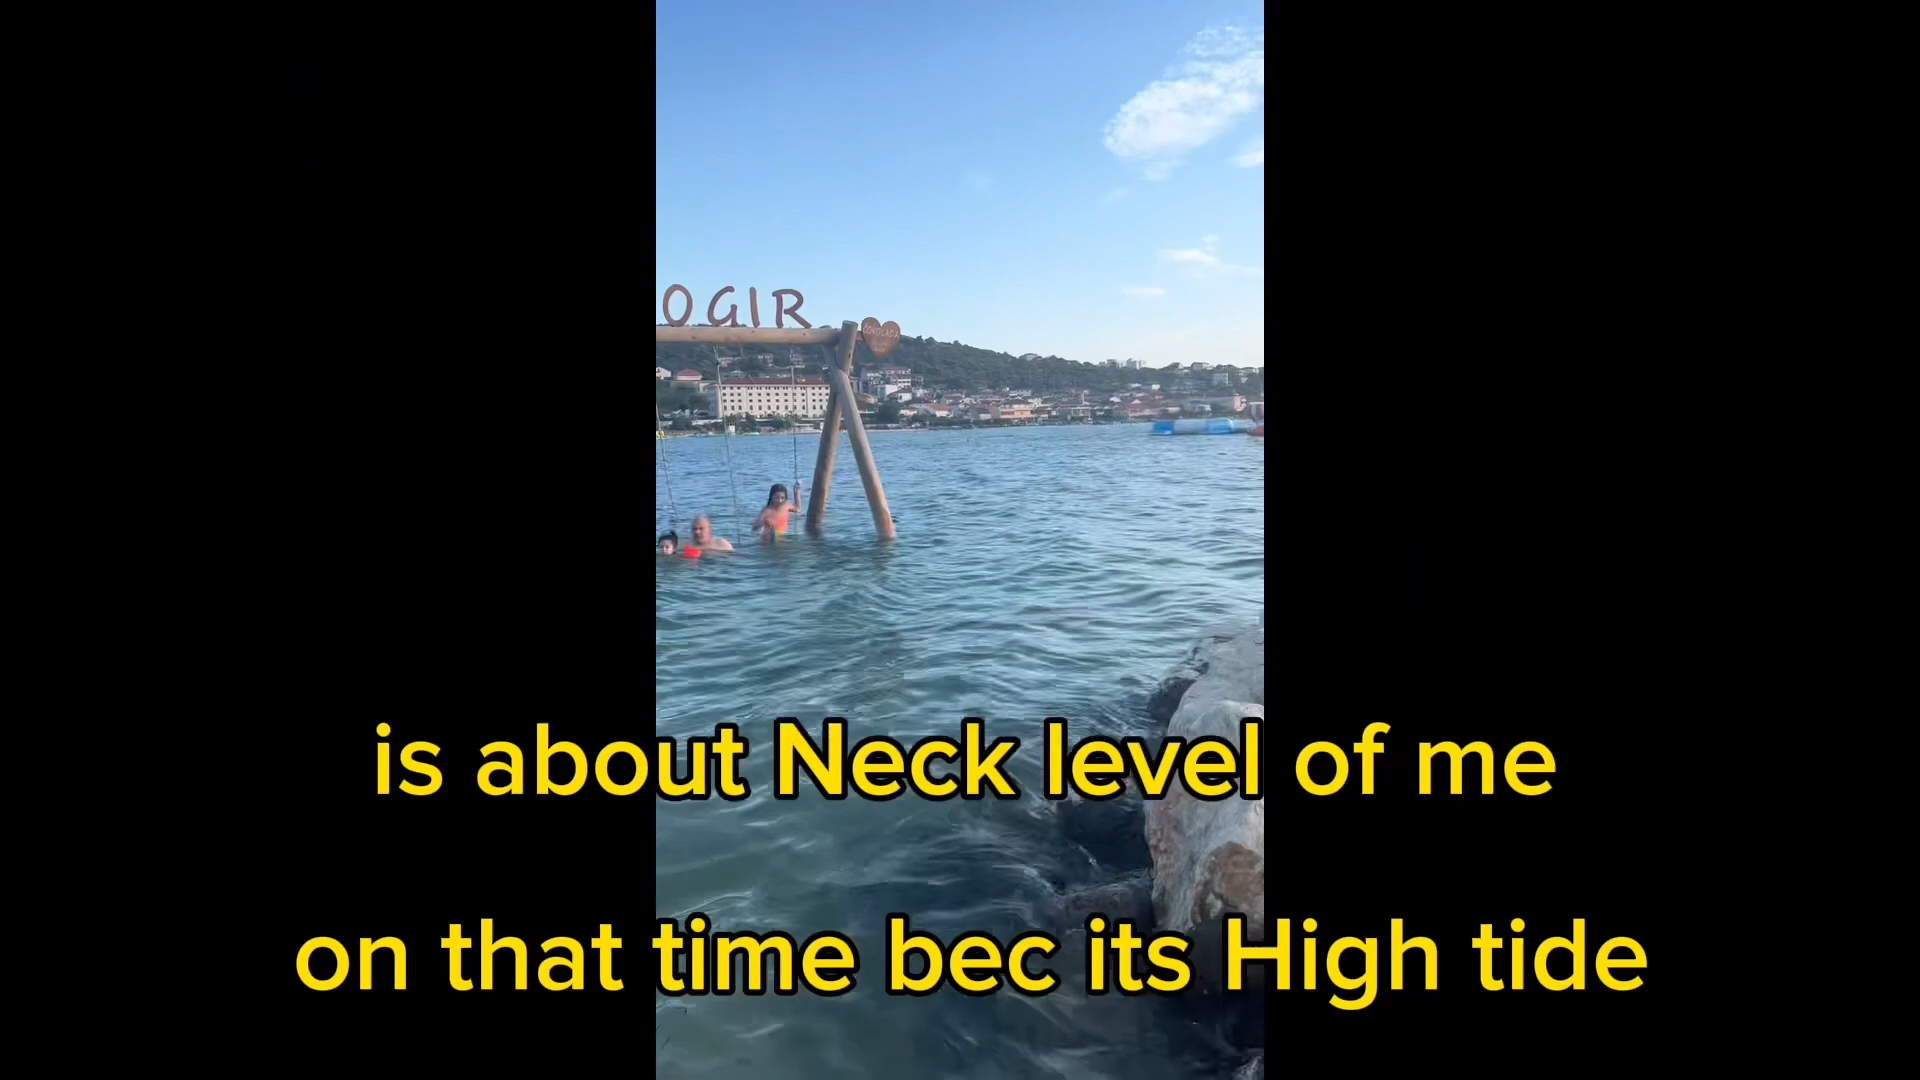 OGIR
is about Neck level of me
on that time bec its High tide